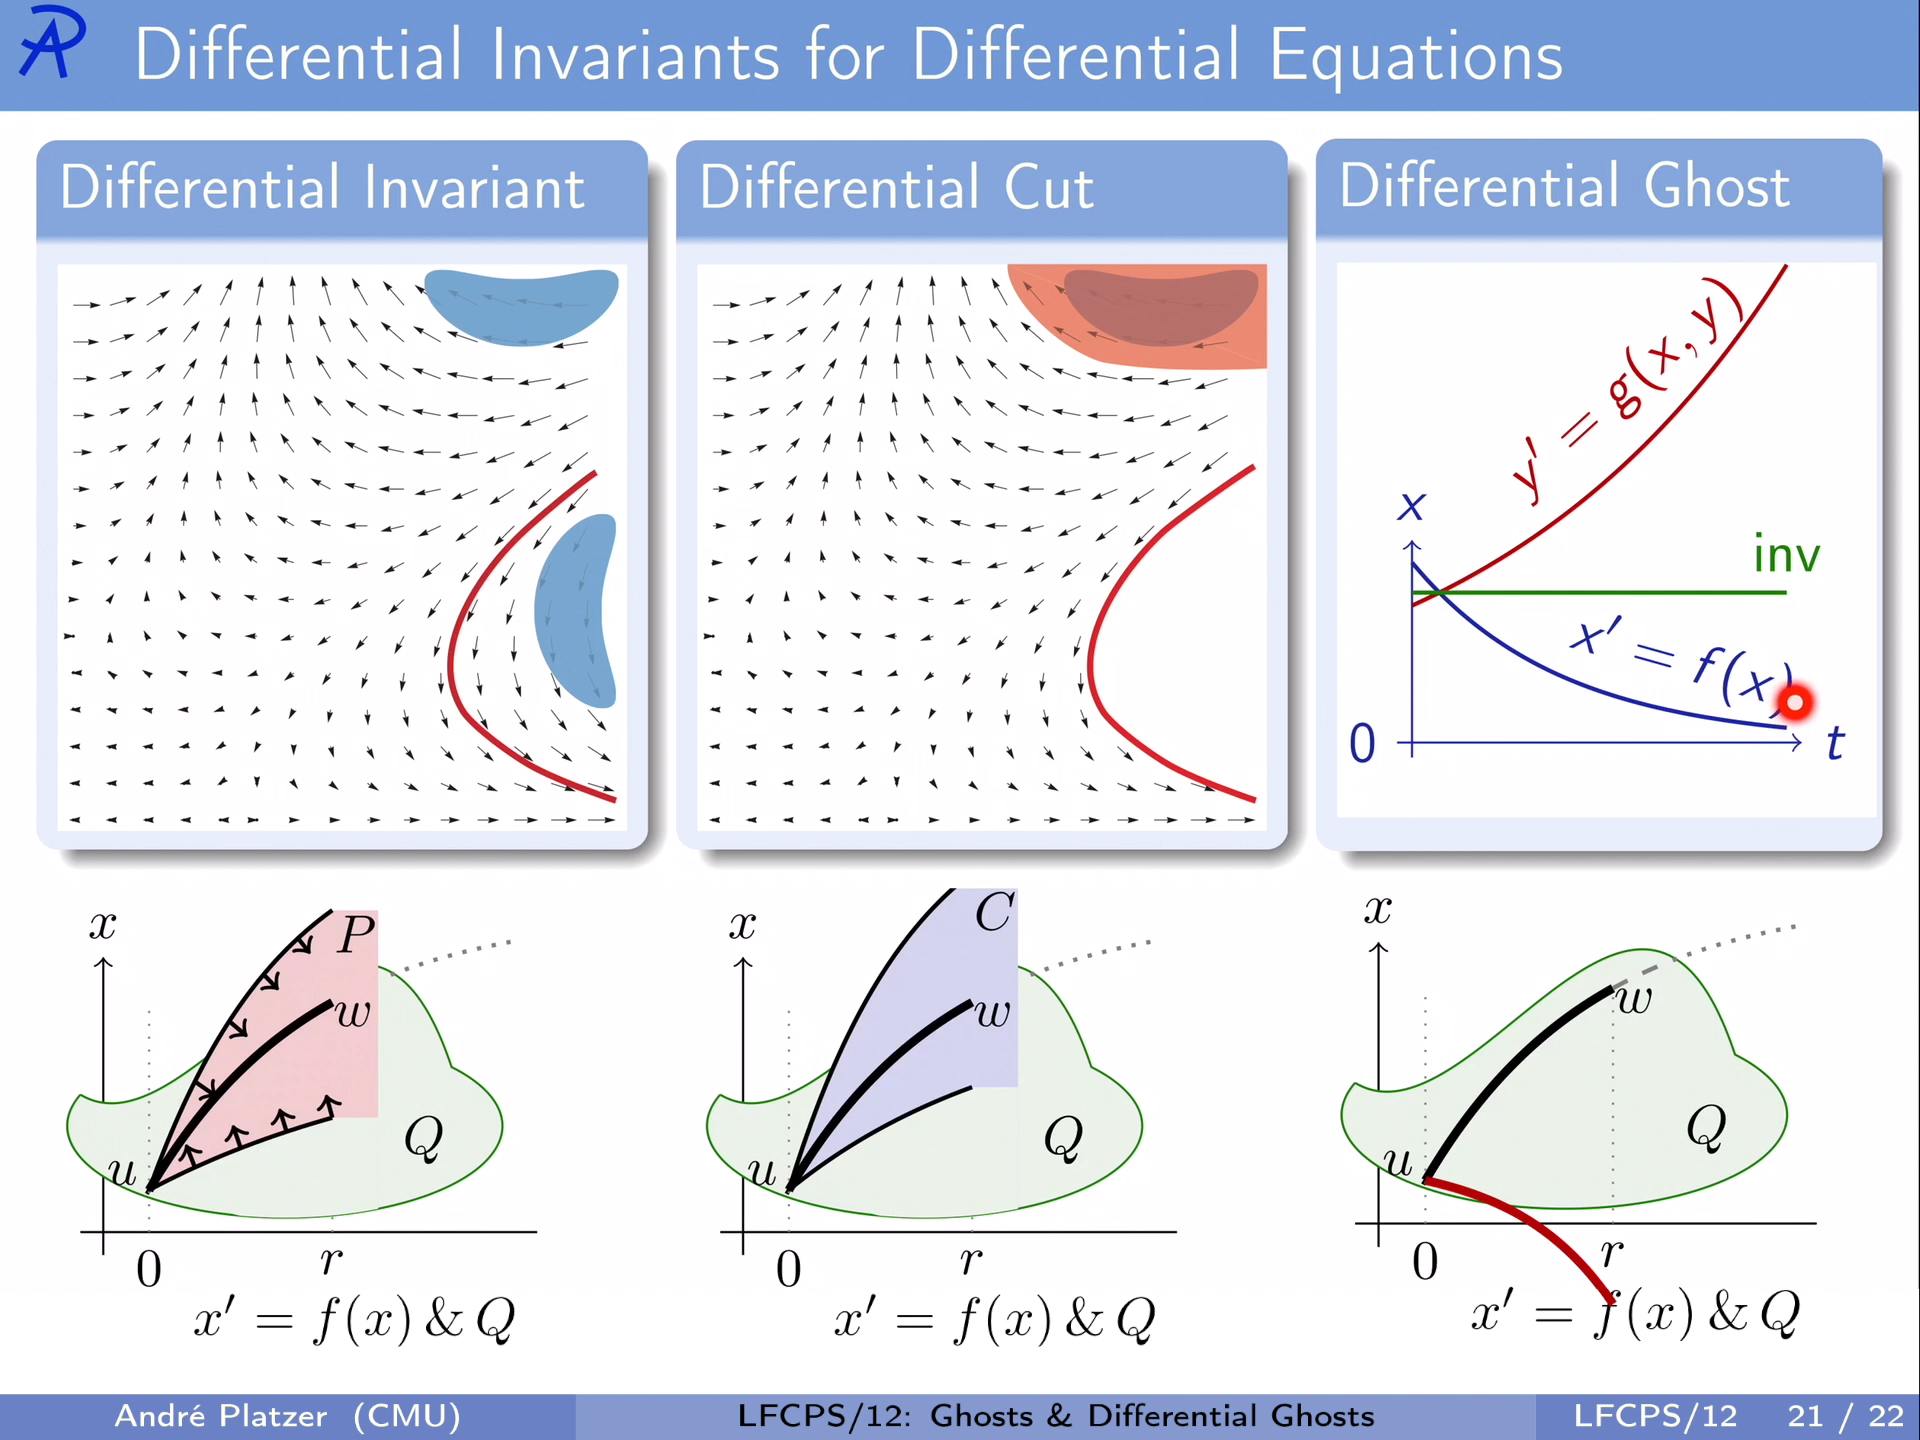 Differential Invariants for Differential Equations
Differential Invariant
Differential Cut
Differential Ghost
y′ = g(x, y)
x
inv
x′ = f(x)
0
t
x
P
w
Q
u
0
r
x′ = f(x) & Q
x
C
w
Q
u
0
r
x′ = f(x) & Q
x
w
Q
u
0
r
x′ = f(x) & Q
André Platzer (CMU)
LFCPS/12: Ghosts & Differential Ghosts
LFCPS/12
21 / 22